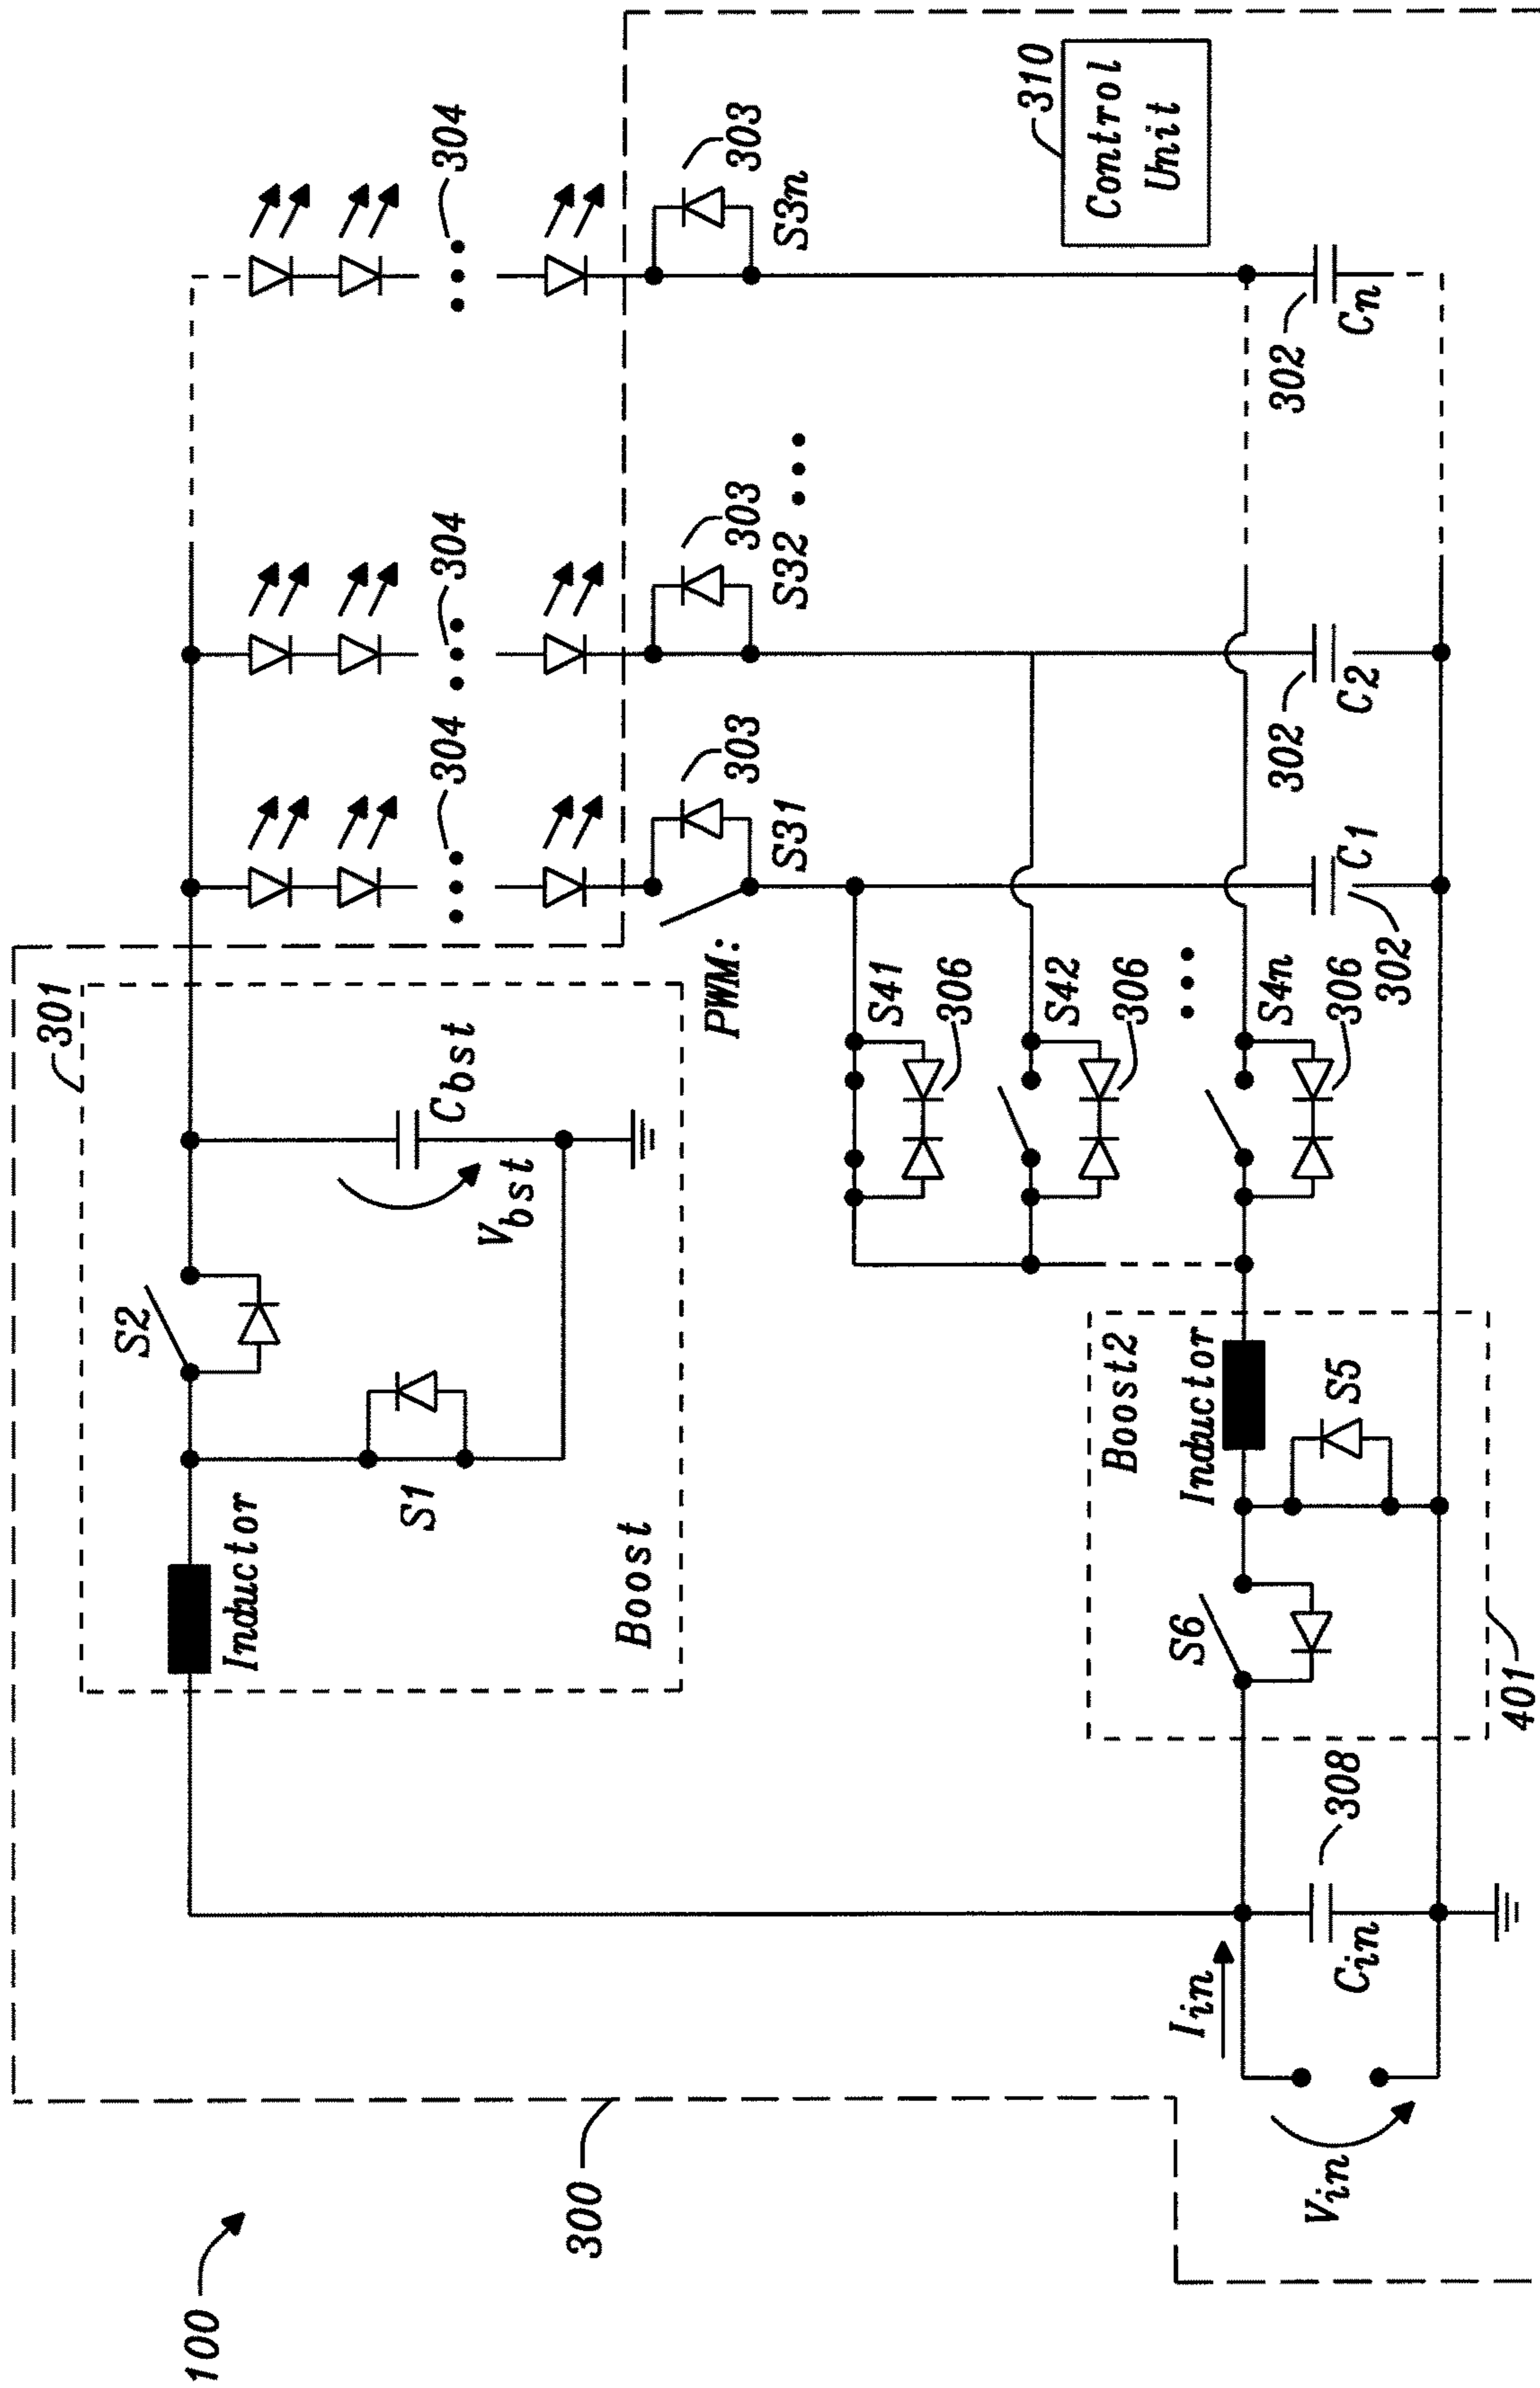 100
300
301
Inductor
S2
S1
Cbst
Vbst
Boost
304
304
304
PWM:
S31
303
S32
303
S3n
303
310
Control
Unit
S41
306
S42
306
S4n
306
Boost2
Inductor
S6
S5
401
Iin
Vin
Cin
308
302
C1
302
C2
302
Cn